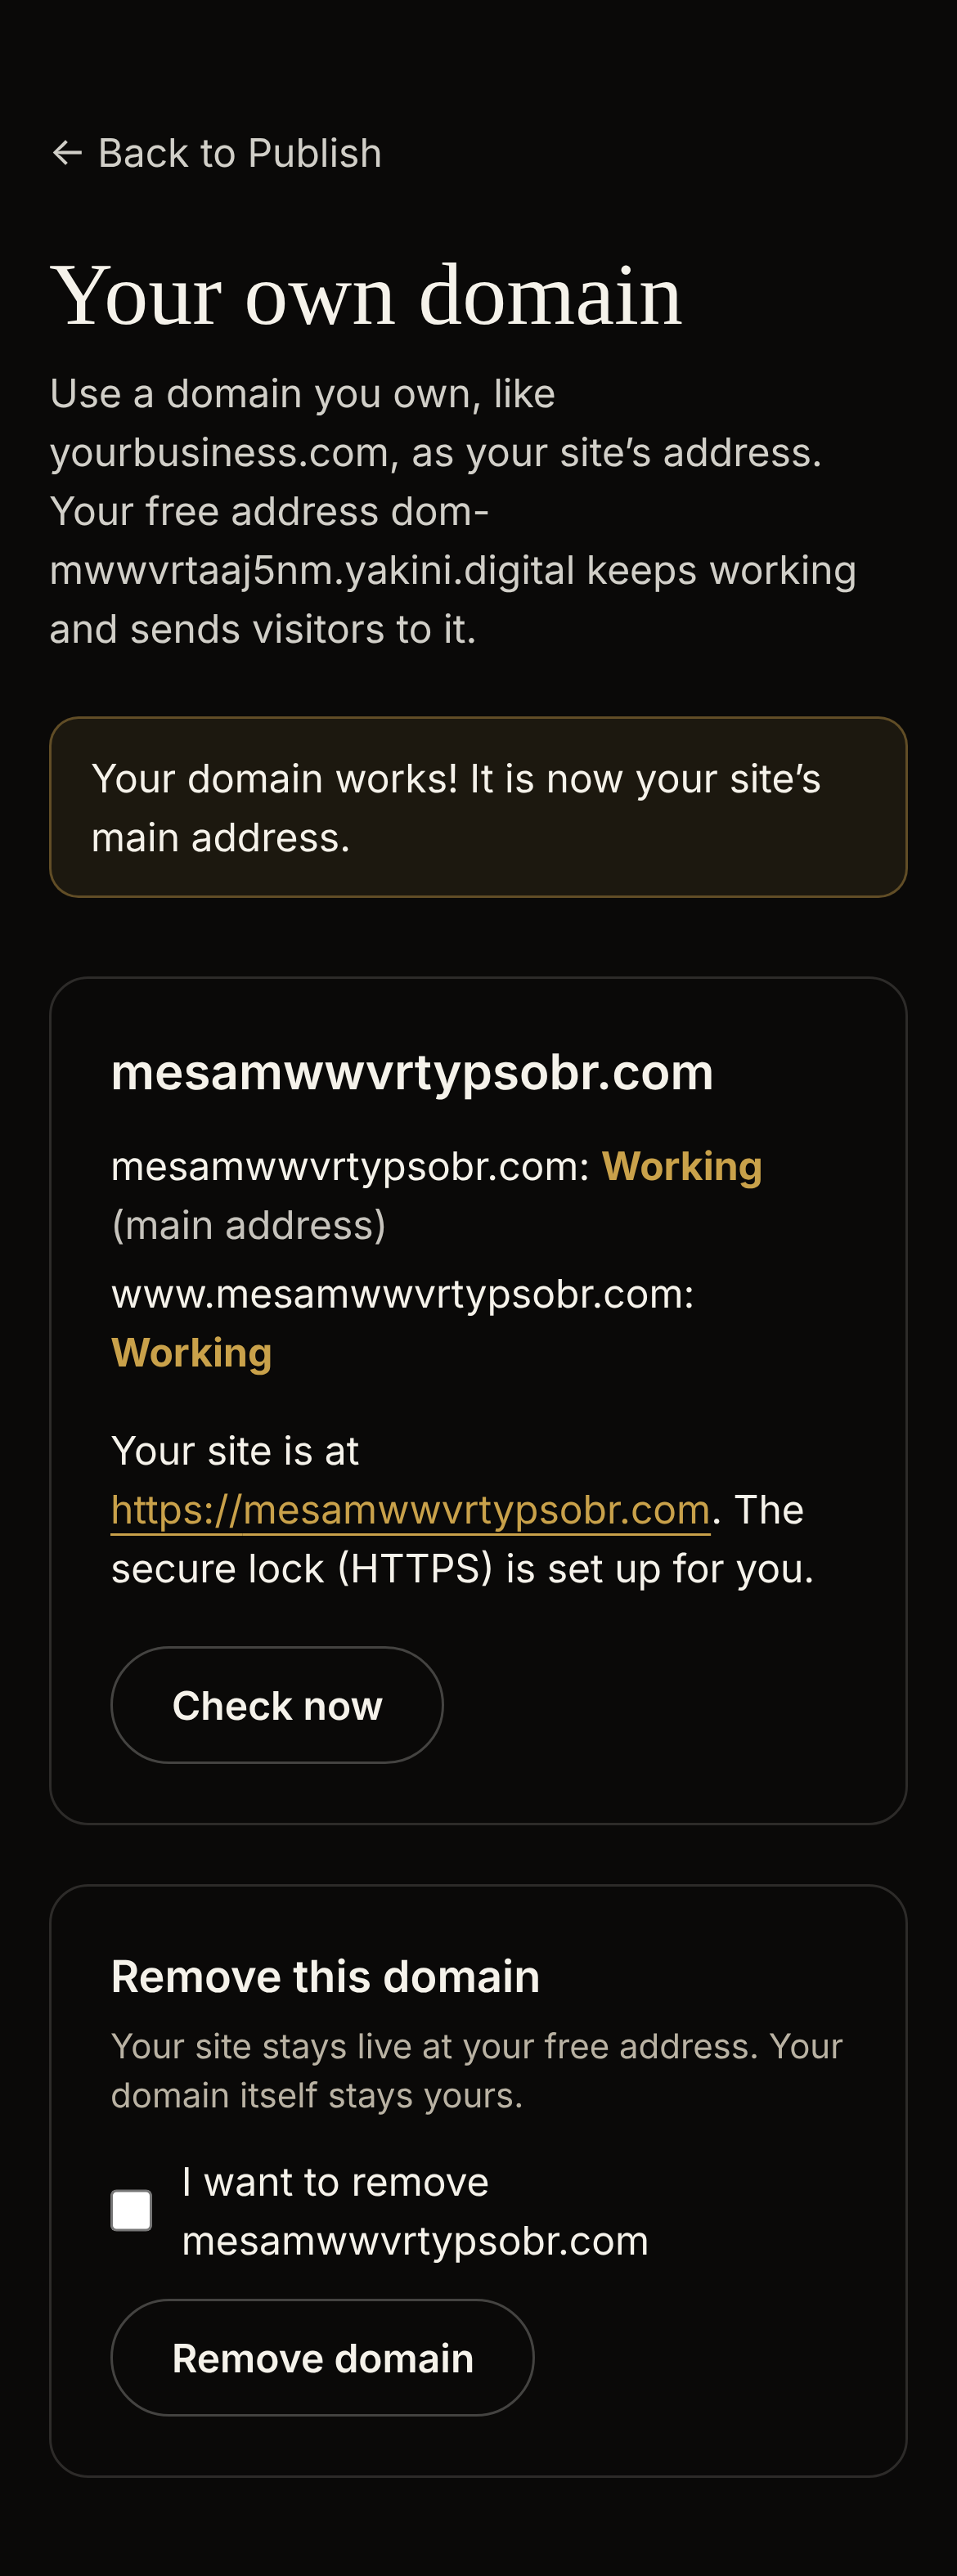 ← Back to Publish
Your own domain
Use a domain you own, like
yourbusiness.com, as your site’s address.
Your free address dom-
mwwvrtaaj5nm.yakini.digital keeps working
and sends visitors to it.
Your domain works! It is now your site’s
main address.
mesamwwvrtypsobr.com
mesamwwvrtypsobr.com: Working
(main address)
www.mesamwwvrtypsobr.com:
Working
Your site is at
https://mesamwwvrtypsobr.com. The
secure lock (HTTPS) is set up for you.
Check now
Remove this domain
Your site stays live at your free address. Your
domain itself stays yours.
I want to remove
mesamwwvrtypsobr.com
Remove domain